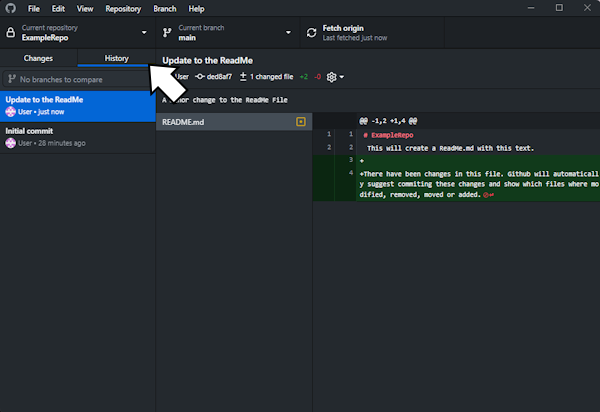 File Edit View Repository Branch Help
Current repository
ExampleRepo
Current branch
main
Fetch origin
Last fetched just now
Changes
History
No branches to compare
Update to the ReadMe
User • just now
Initial commit
User • 28 minutes ago
Update to the ReadMe
User ded8af7 1 changed file +2 -0
nor change to the ReadMe File
README.md
@@ -1,2 +1,4 @@
1 1 # ExampleRepo
2 2 This will create a ReadMe.md with this text.
3 +
4 +There have been changes in this file. Github will automaticall
y suggest commiting these changes and show which files where mo
dified, removed, moved or added.